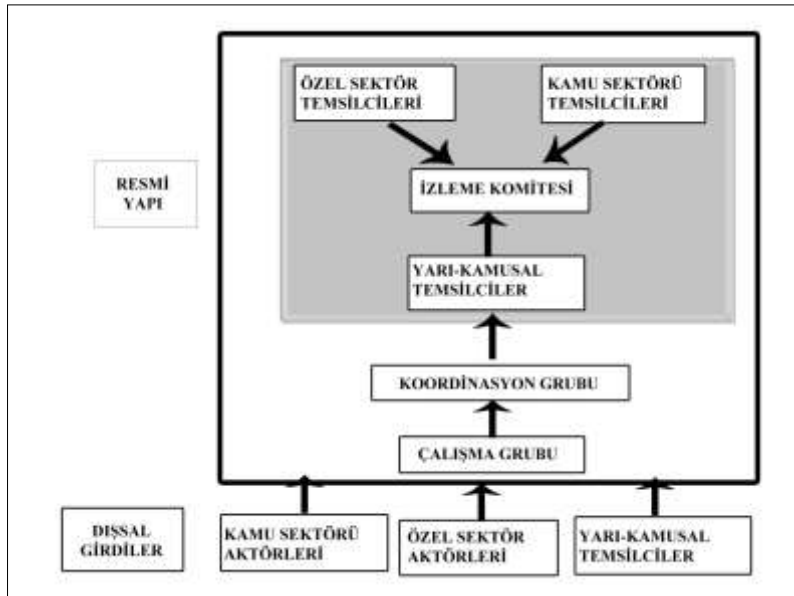 ÖZEL SEKTÖR
TEMSİLCİLERİ
KAMU SEKTÖRÜ
TEMSİLCİLERİ
RESMİ
YAPI
İZLEME KOMİTESİ
YARI-KAMUSAL
TEMSİLCİLER
KOORDİNASYON GRUBU
ÇALIŞMA GRUBU
DIŞSAL
GİRDİLER
KAMU SEKTÖRÜ
AKTÖRLERİ
ÖZEL SEKTÖR
AKTÖRLERİ
YARI-KAMUSAL
TEMSİLCİLER